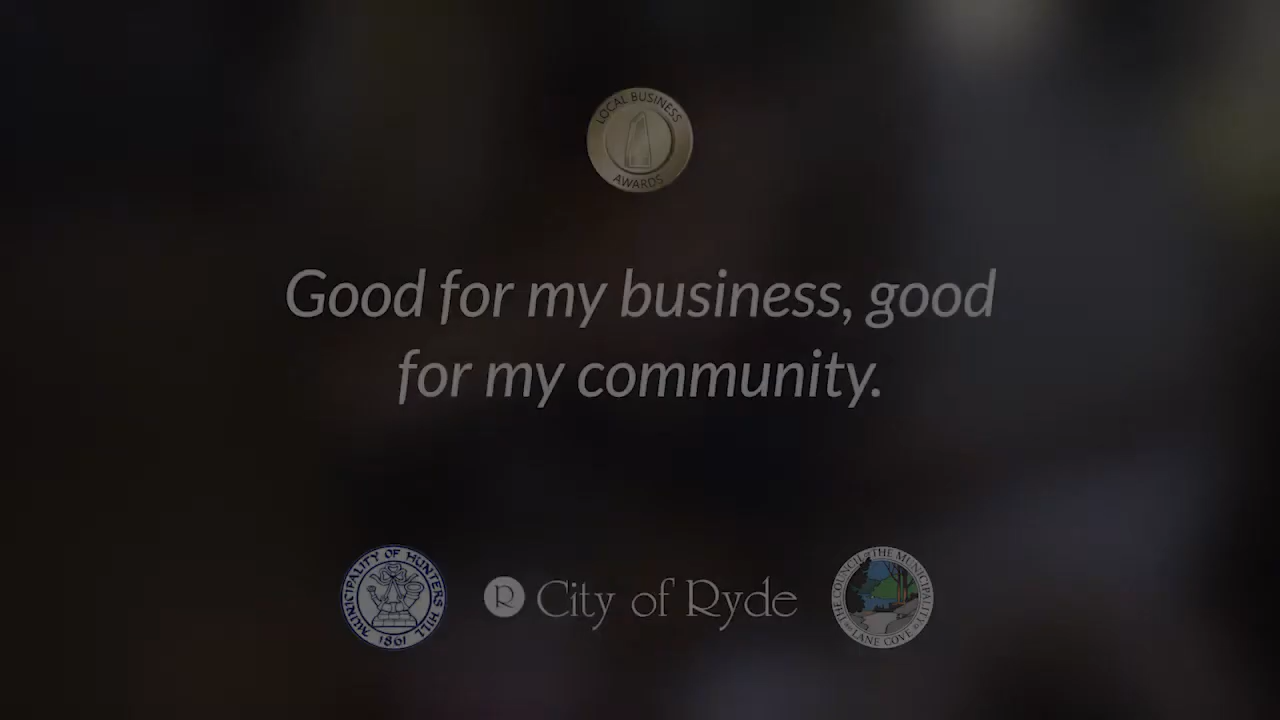 LOCAL BUSINESS
AWARDS
Good for my business, good
for my community.
MUNICIPALITY OF HUNTERS HILL
1861
R City of Ryde
THE COUNCIL OF THE MUNICIPALITY OF
LANE COVE